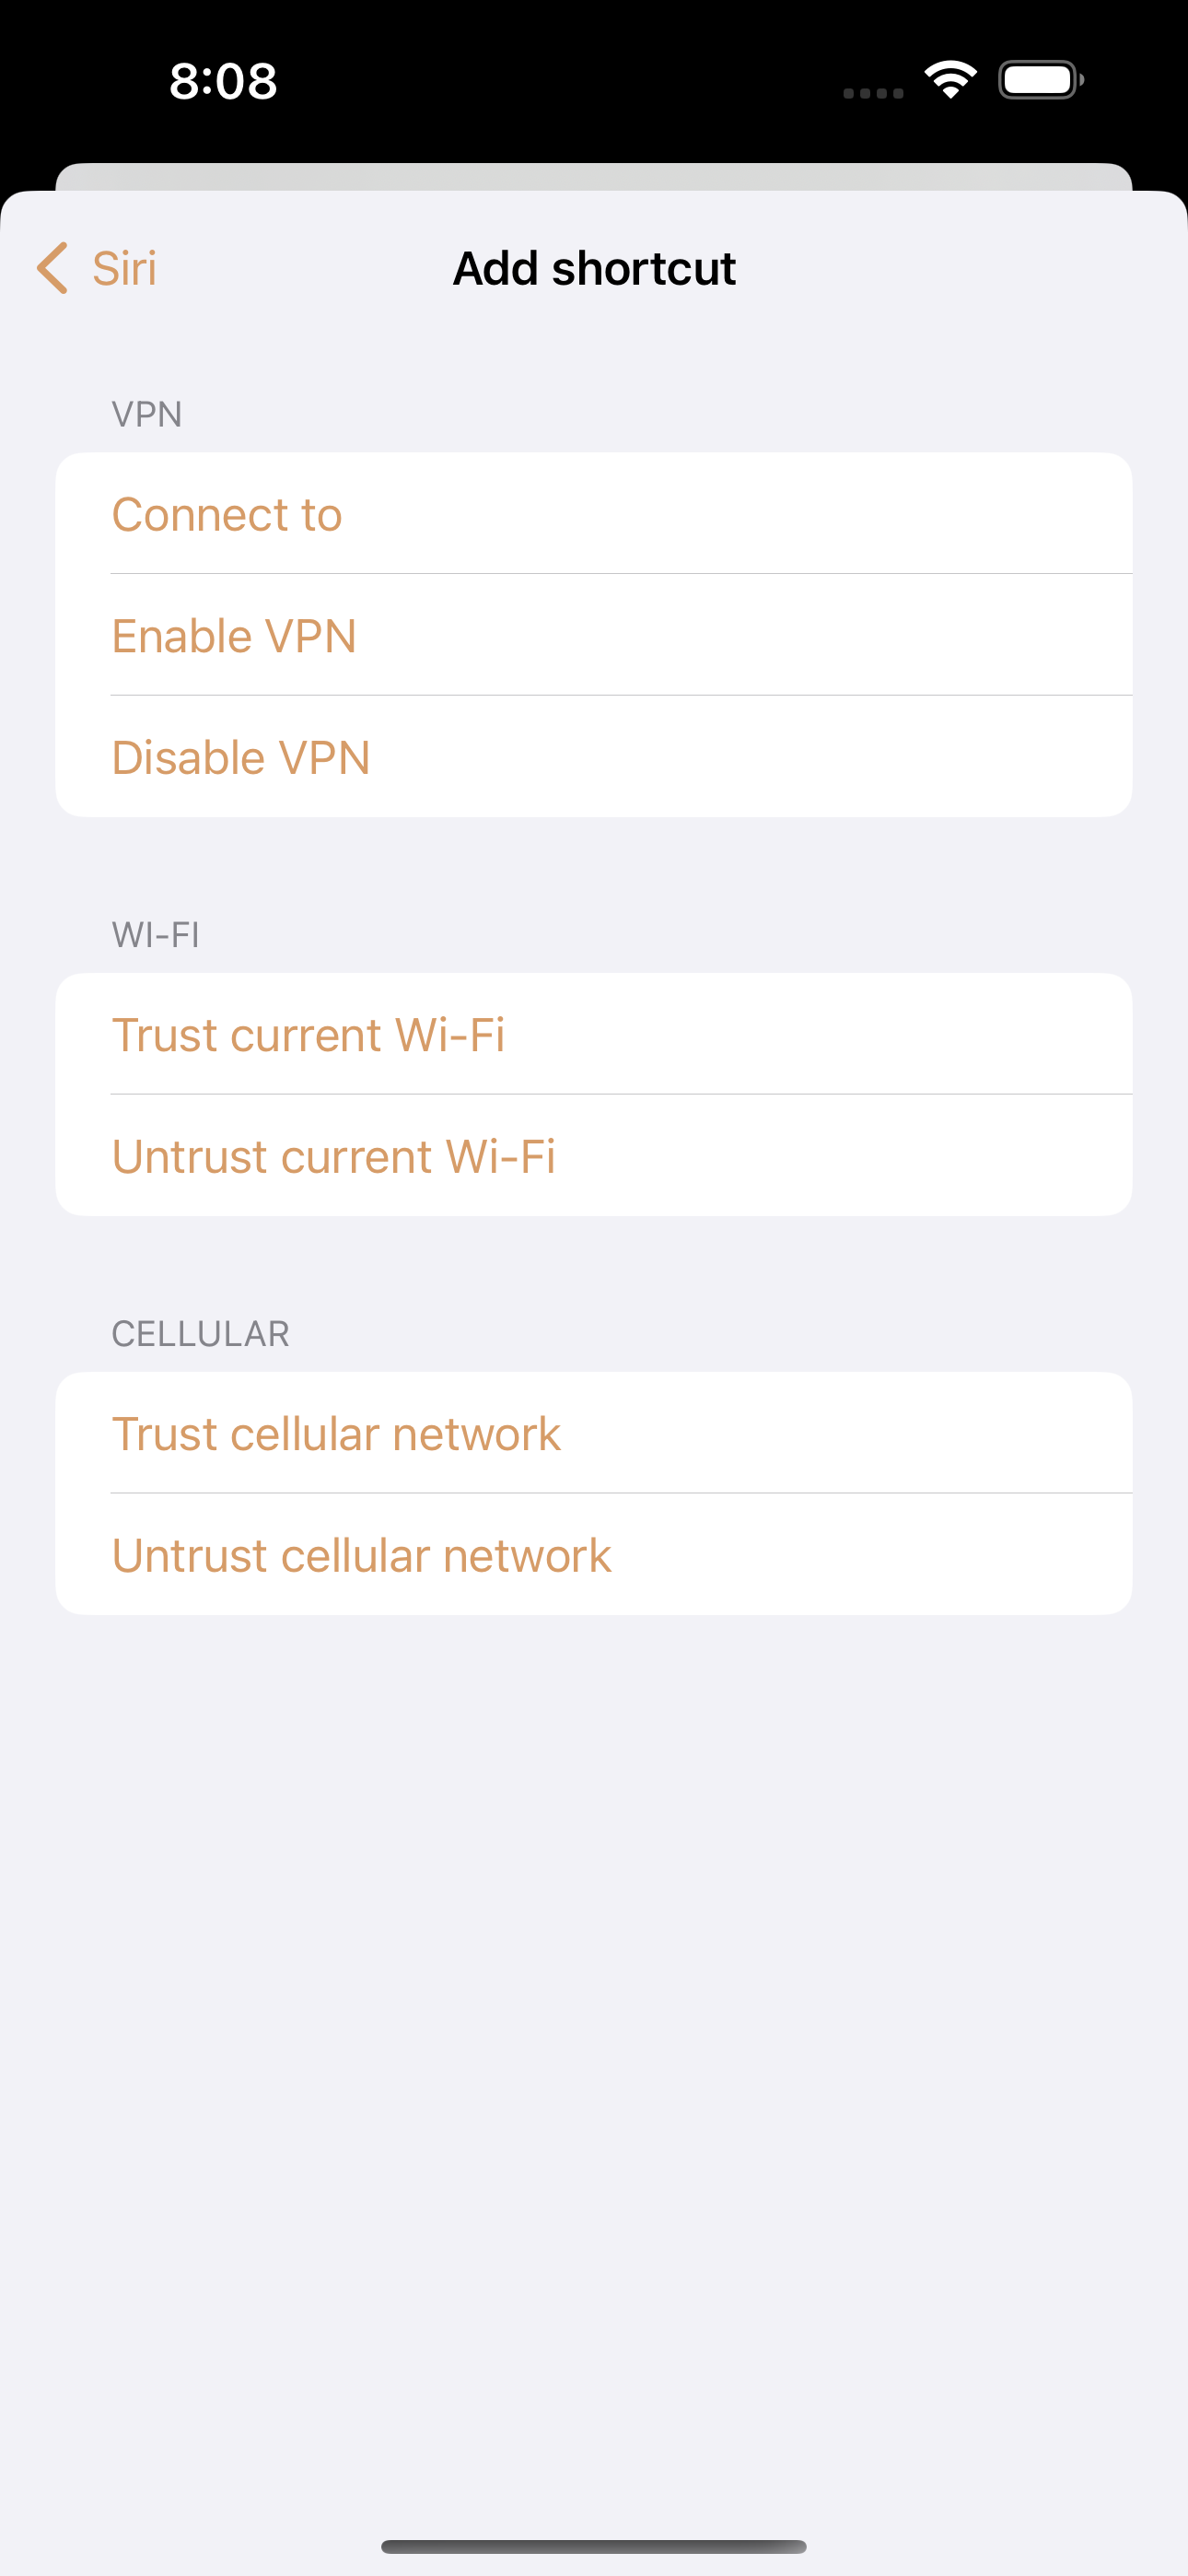 8:08
Siri
Add shortcut
VPN
Connect to
Enable VPN
Disable VPN
WI-FI
Trust current Wi-Fi
Untrust current Wi-Fi
CELLULAR
Trust cellular network
Untrust cellular network